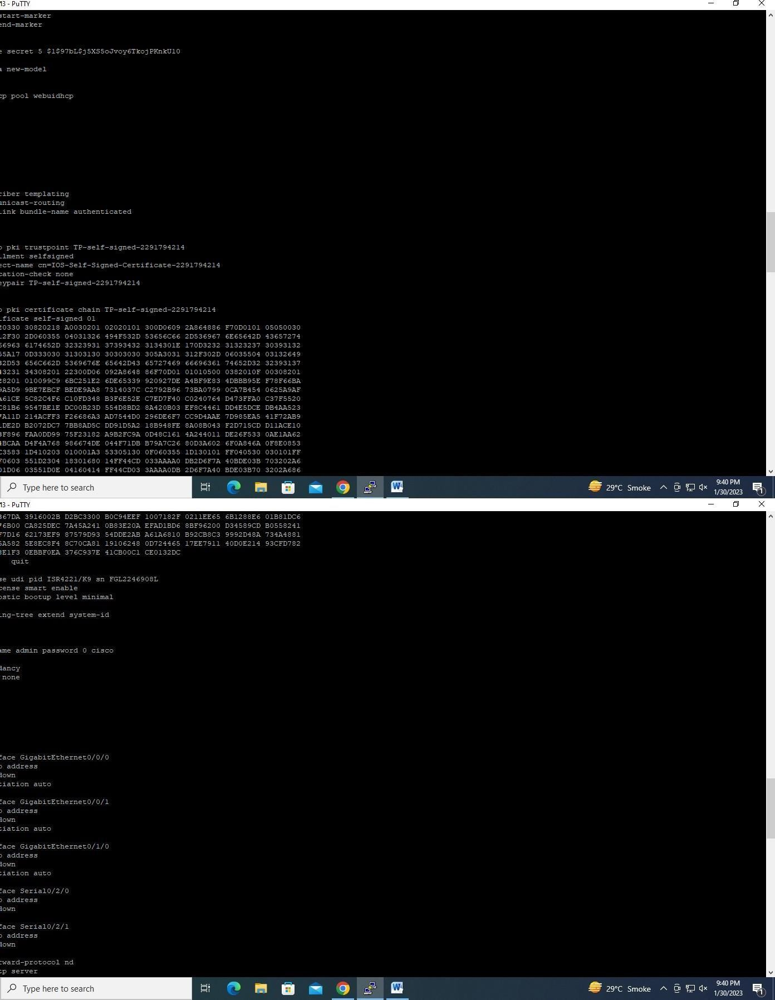 M3 - PuTTY
start-marker
end-marker
e secret 5 $1$97bL$j5XS5oJvoy6TkojPKnkU10
a new-model
cp pool webuidhcp
riber templating
unicast-routing
link bundle-name authenticated
o pki trustpoint TP-self-signed-2291794214
llment selfsigned
ect-name cn=IOS-Self-Signed-Certificate-2291794214
cation-check none
eypair TP-self-signed-2291794214
o pki certificate chain TP-self-signed-2291794214
ificate self-signed 01
20330 30820218 A0030201 02020101 300D0609 2A864886 F70D0101 05050030
12F30 2D060355 04031326 494F532D 53656C66 2D536967 6E65642D 43657274
66963 6174652D 32323931 37393432 3134301E 170D3232 31323237 30393132
65A17 0D333030 31303130 30303030 305A3031 312F302D 06035504 03132649
32D53 656C662D 5369676E 65642D43 65727469 66696361 74652D32 32393137
43231 34308201 22300D06 092A8648 86F70D01 01010500 0382010F 00308201
28201 010099C9 6BC251E2 6DE65339 920927DE A4BF9E83 4DBBB95E F78F66BA
9A5D9 9BE7EBCF BEDE9AA8 7314037C C2792B96 73BA0799 0CA7B454 0625A9AF
A61CE 5C82C4F6 C10FD348 B3F6E52E C7ED7F40 C0240764 D473FFA0 C37F5520
C81B6 9547BE1E DC00B23D 554D8BD2 8A420B03 EF8C4461 DD4E5DCE DB4AA523
FA11D 214ACFF3 F26686A3 AD7544D0 296DE6F7 CC9D4AAE 7D985EA5 41F72AB9
1DE2D B2072DC7 7BB8AD5C DD91D5A2 18B948FE 8A08B043 F2D715CD D11ACE10
3F896 FAA0DD99 75F23182 A9B2FC9A 0D48C161 4A244011 DE26F533 0AE1AA62
4BCAA D4F4A768 986674DE 044F71DB B79A7C26 80D3A602 6F0A846A 0F8E0853
C3583 1D410203 010001A3 53305130 0F060355 1D130101 FF040530 030101FF
F0603 551D2304 18301680 14FF44CD 033AAAA0 DB2D6F7A 40BDE03B 703202A6
01D06 03551D0E 04160414 FF44CD03 3AAAA0DB 2D6F7A40 BDE03B70 3202A686
Type here to search
29°C Smoke
9:40 PM
1/30/2023
1
M3 - PuTTY
367DA 3916002B D2BC3300 B0C94EEF 1007182F 0211EE65 6B1288E6 01B81DC6
F6B00 CA825DEC 7A45A241 0B83E20A EFAD1BD6 8BF96200 D34589CD B0558241
F7D16 62173EF9 87579D93 54DDE2AB A61A6810 B92CB8C3 9992D48A 734A4881
6A582 5E8EC8F4 8C70CA81 19106248 0D724465 17EE7911 40D0E214 93CFD782
3E1F3 0EBBF0EA 376C937E 41CB00C1 CE0132DC
quit
se udi pid ISR4221/K9 sn FGL2246908L
cense smart enable
ostic bootup level minimal
ing-tree extend system-id
ame admin password 0 cisco
dancy
none
face GigabitEthernet0/0/0
o address
down
tiation auto
face GigabitEthernet0/0/1
o address
down
tiation auto
face GigabitEthernet0/1/0
o address
down
tiation auto
face Serial0/2/0
o address
down
face Serial0/2/1
o address
down
rward-protocol nd
tp server
Type here to search
29°C Smoke
9:40 PM
1/30/2023
1